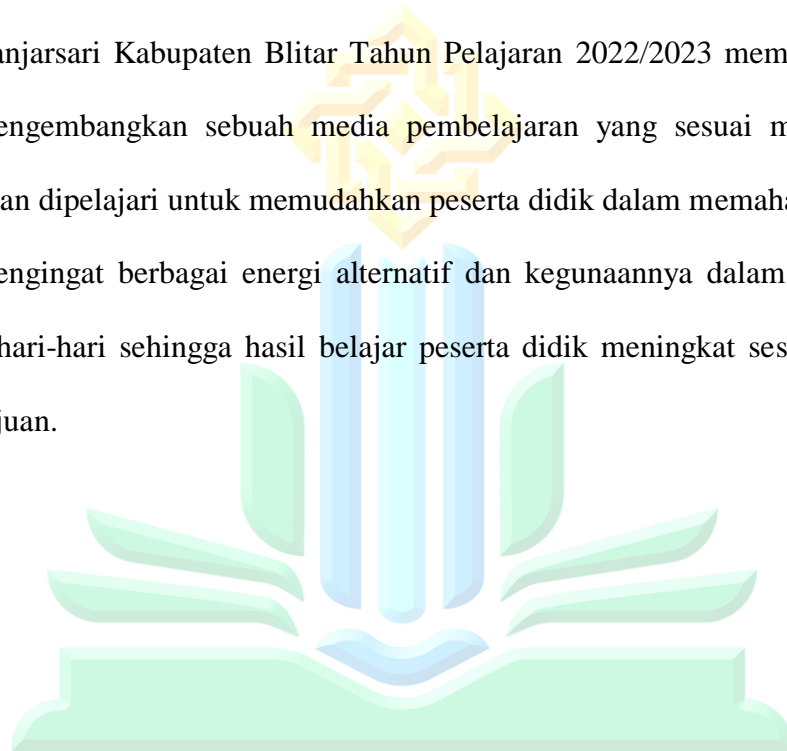 anjarsari Kabupaten Blitar Tahun Pelajaran 2022/2023 mem
engembangkan sebuah media pembelajaran yang sesuai m
an dipelajari untuk memudahkan peserta didik dalam memaha
engingat berbagai energi alternatif dan kegunaannya dalam
hari-hari sehingga hasil belajar peserta didik meningkat ses
juan.